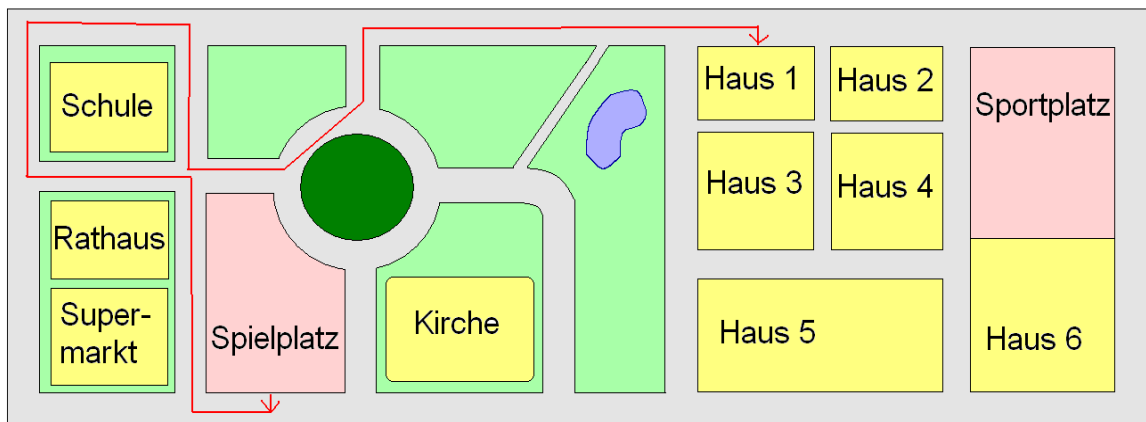 Schule
Haus 1
Haus 2
Sportplatz
Haus 3
Haus 4
Rathaus
Super-
markt
Spielplatz
Kirche
Haus 5
Haus 6